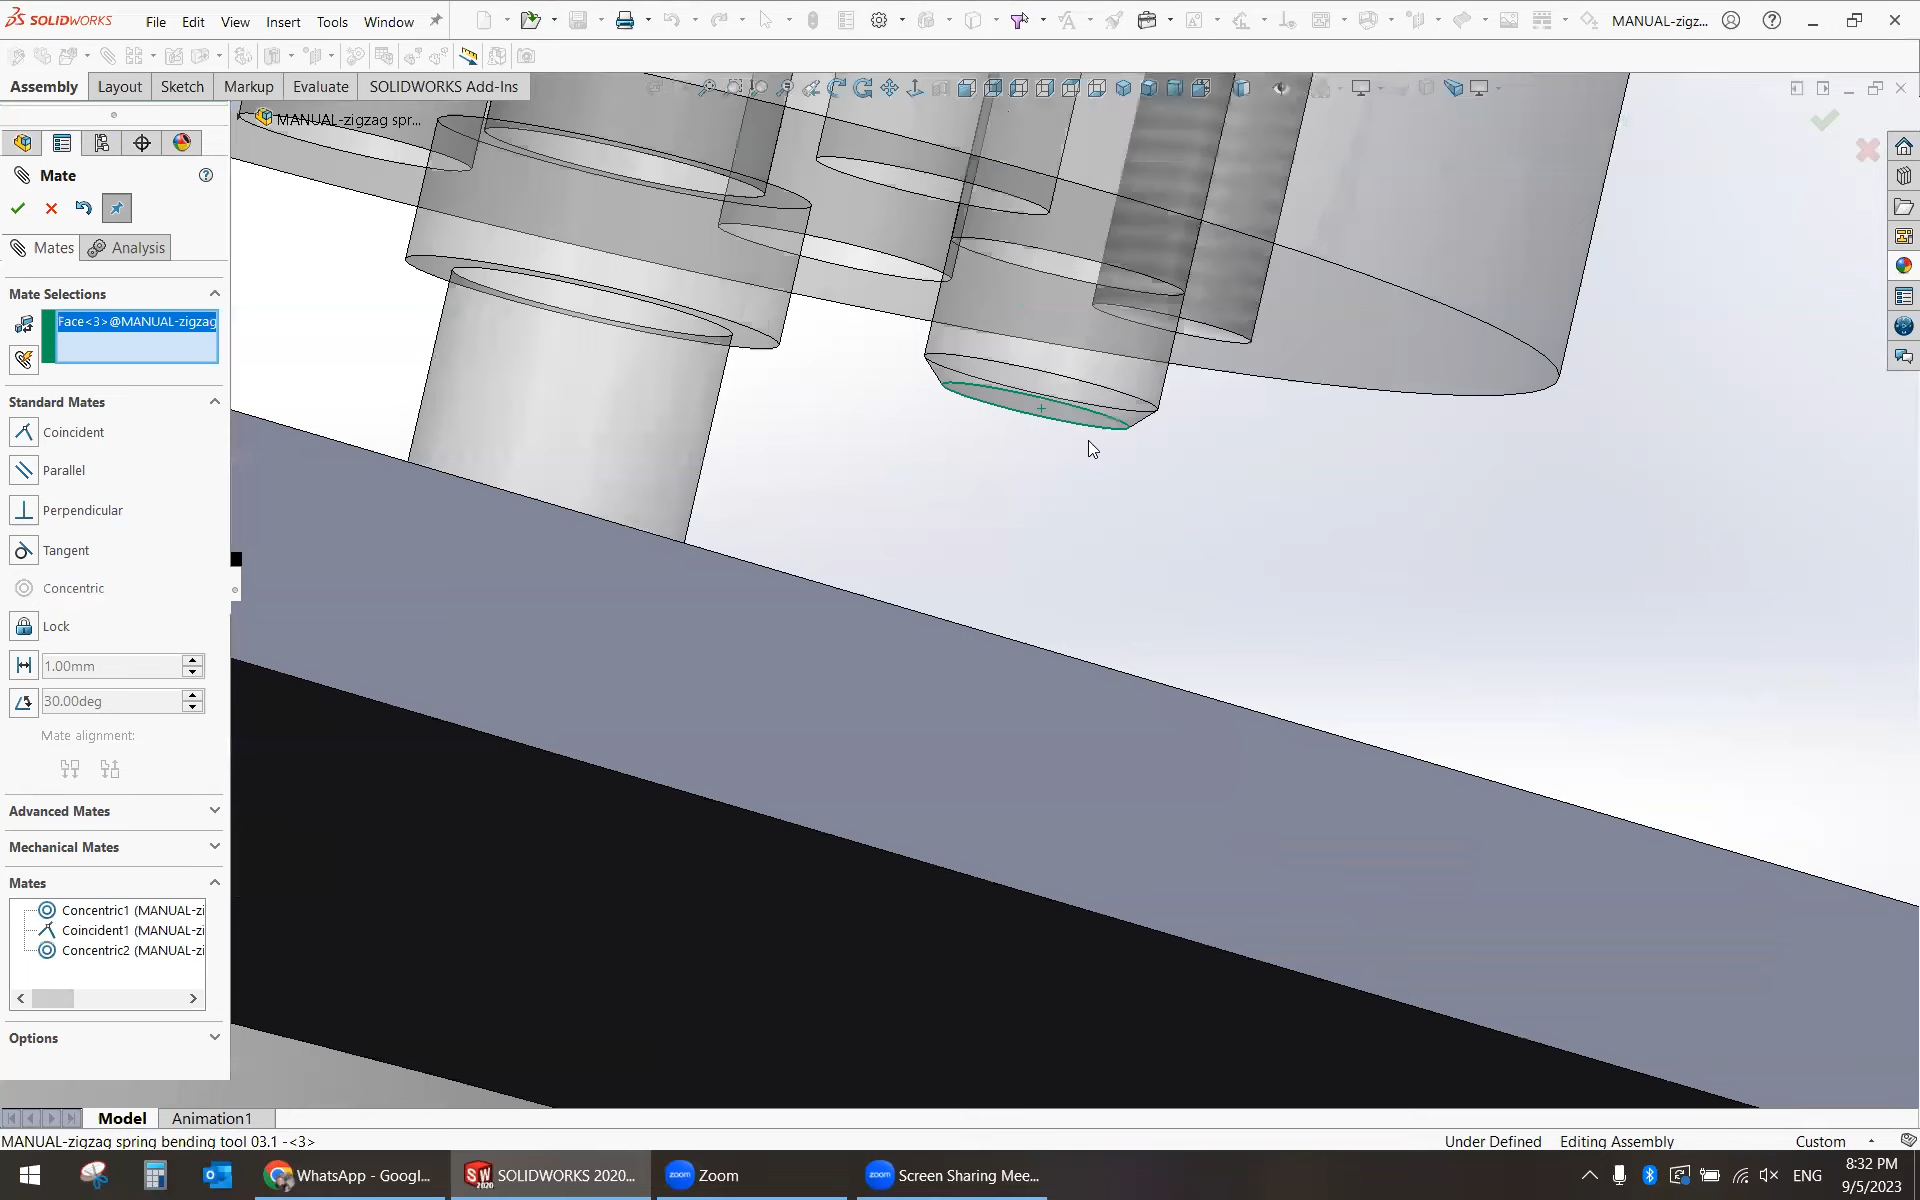 SOLIDWORKS File Edit View Insert Tools Window MANUAL-zigz...
Assembly Layout Sketch Markup Evaluate SOLIDWORKS Add-Ins
MANUAL-zigzag spr...
Mate
Mates Analysis
Mate Selections
Face<3>@MANUAL-zigzag
Standard Mates
Coincident
Parallel
Perpendicular
Tangent
Concentric
Lock
1.00mm
30.00deg
Mate alignment:
Advanced Mates
Mechanical Mates
Mates
Concentric1 (MANUAL-zi
Coincident1 (MANUAL-zi
Concentric2 (MANUAL-zi
Options
Model Animation1
MANUAL-zigzag spring bending tool 03.1 -<3> Under Defined Editing Assembly Custom
WhatsApp - Googl... SOLIDWORKS 2020... Zoom Screen Sharing Mee... ENG 8:32 PM
9/5/2023